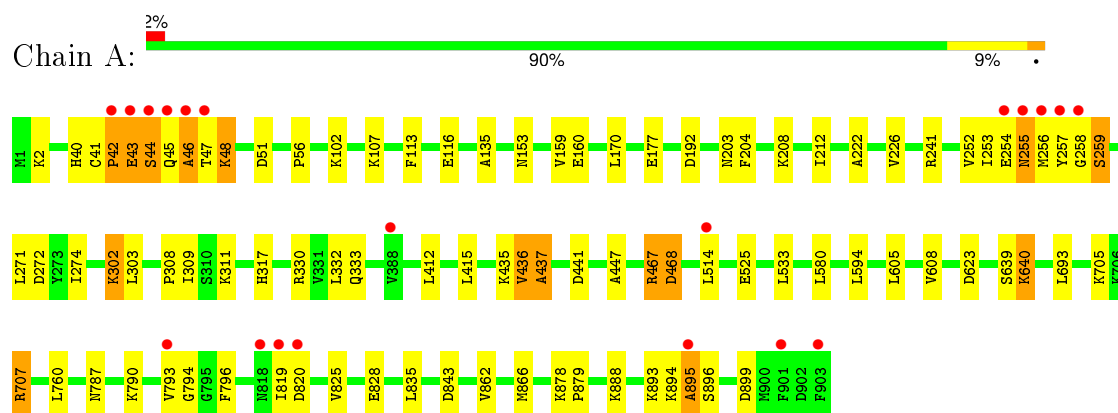 2%
Chain A:
90% 9% •
M1 K2 H40 C41 P42 E43 S44 Q45 A46 T47 K48 D51 P56 K102 K107 F113 E116 A135 N153 V159 E160 L170 E177 D192 N203 F204 K208 I212 A222 V226 R241 V252 I253 E254 N255 M256 Y257 G258 S259
L271 D272 Y273 I274 K302 L303 P308 I309 S310 K311 H317 R330 V331 L332 Q333 V388 L412 L415 K435 V436 A437 D441 A447 R467 D468 L514 E525 L533 L580 L594 L605 V608 D623 S639 K640 L693 K705 K706
R707 L760 N787 K790 V793 G794 G795 F796 N818 I819 D820 V825 E828 L835 D843 V862 M866 K878 P879 K888 K893 K894 A895 S896 D899 M900 F901 D902 F903